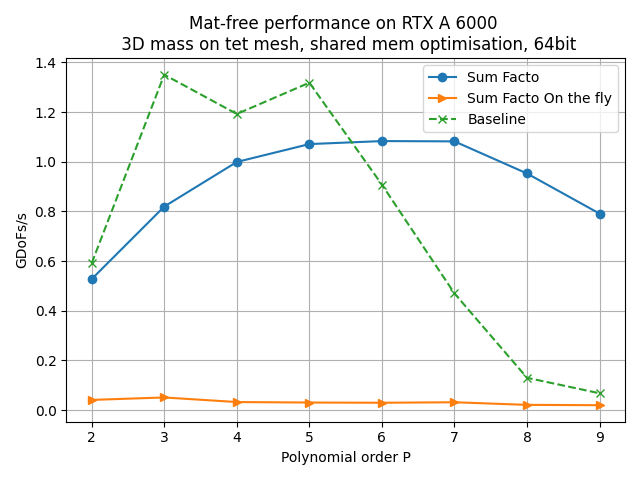 Mat-free performance on RTX A 6000
3D mass on tet mesh, shared mem optimisation, 64bit
Sum Facto
Sum Facto On the fly
Baseline
GDoFs/s
1.4
1.2
1.0
0.8
0.6
0.4
0.2
0.0
2 3 4 5 6 7 8 9
Polynomial order P